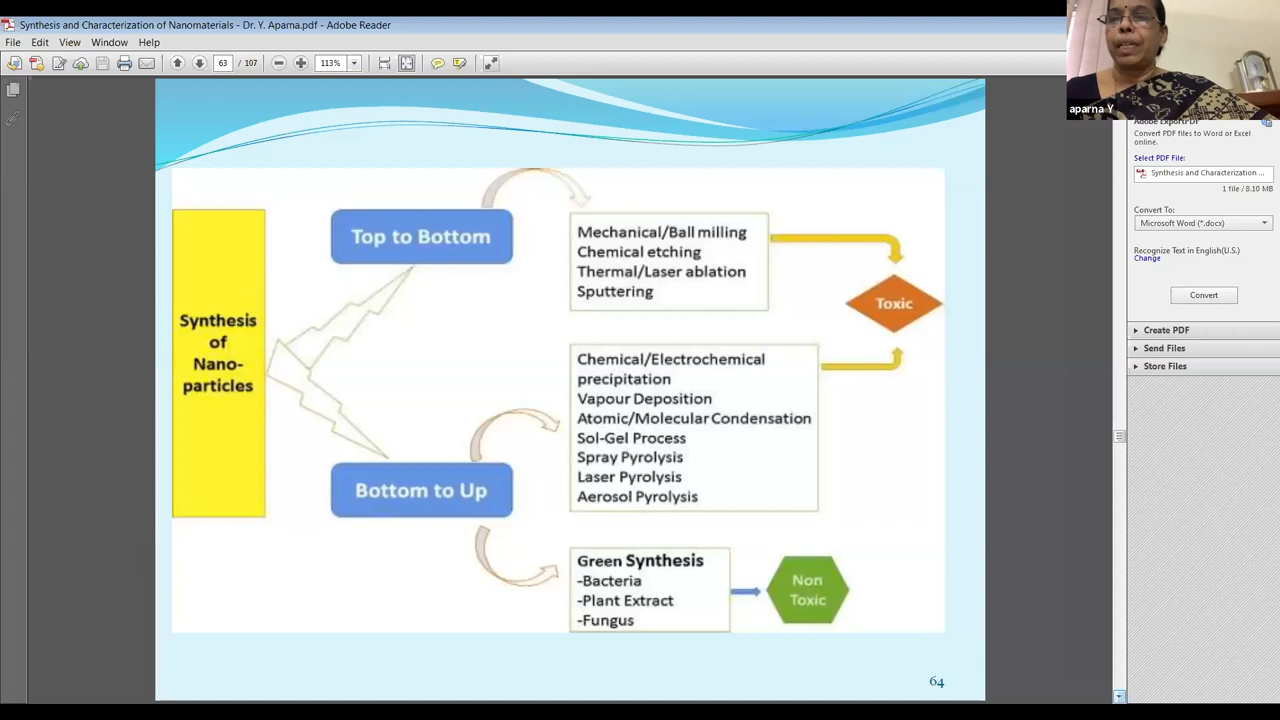 Synthesis and Characterization of Nanomaterials - Dr. Y. Aparna.pdf - Adobe Reader
File Edit View Window Help
63 / 107 113%
aparna Y
Adobe ExportPDF
Convert PDF files to Word or Excel
online.
Select PDF File:
Synthesis and Characterization ...
1 file / 8.10 MB
Convert To:
Microsoft Word (*.docx)
Recognize Text in English(U.S.)
Change
Convert
Create PDF
Send Files
Store Files
Synthesis
of
Nano-
particles
Top to Bottom
Mechanical/Ball milling
Chemical etching
Thermal/Laser ablation
Sputtering
Toxic
Chemical/Electrochemical
precipitation
Vapour Deposition
Atomic/Molecular Condensation
Sol-Gel Process
Spray Pyrolysis
Laser Pyrolysis
Aerosol Pyrolysis
Bottom to Up
Green Synthesis
-Bacteria
-Plant Extract
-Fungus
Non
Toxic
64